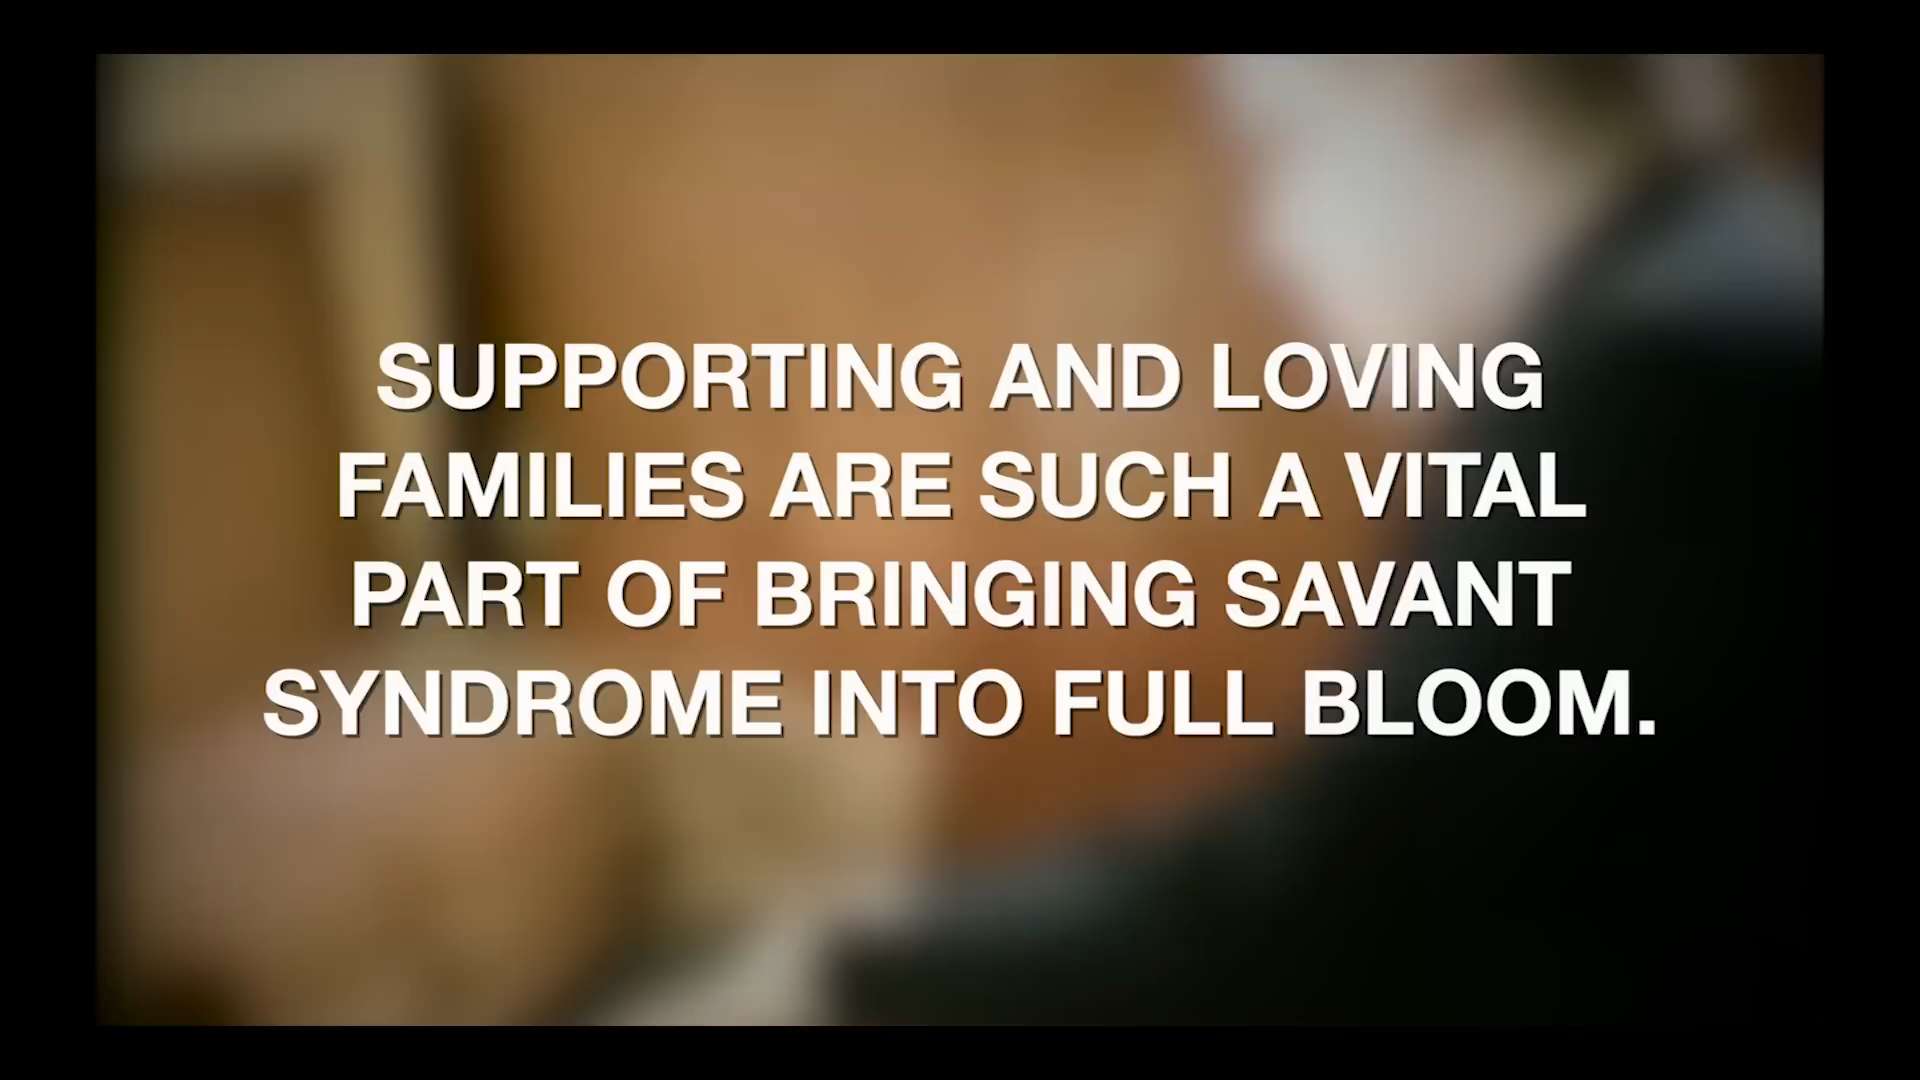 SUPPORTING AND LOVING
FAMILIES ARE SUCH A VITAL
PART OF BRINGING SAVANT
SYNDROME INTO FULL BLOOM.